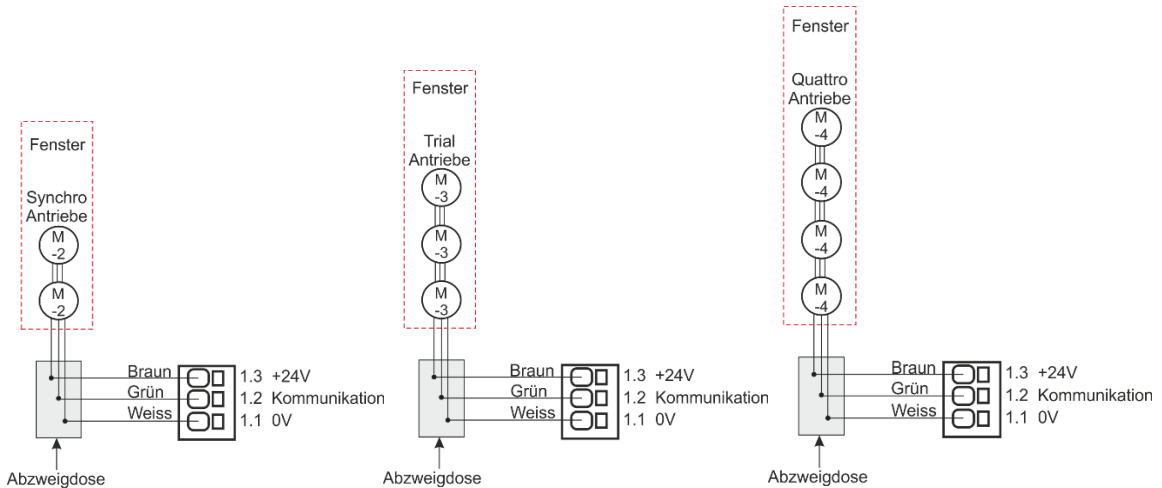 Fenster
Synchro
Antriebe
M
-2
M
-2
Braun
Grün
Weiss
1.3 +24V
1.2 Kommunikation
1.1 0V
Abzweigdose
Fenster
Trial
Antriebe
M
-3
M
-3
M
-3
Braun
Grün
Weiss
1.3 +24V
1.2 Kommunikation
1.1 0V
Abzweigdose
Fenster
Quattro
Antriebe
M
-4
M
-4
M
-4
M
-4
Braun
Grün
Weiss
1.3 +24V
1.2 Kommunikation
1.1 0V
Abzweigdose